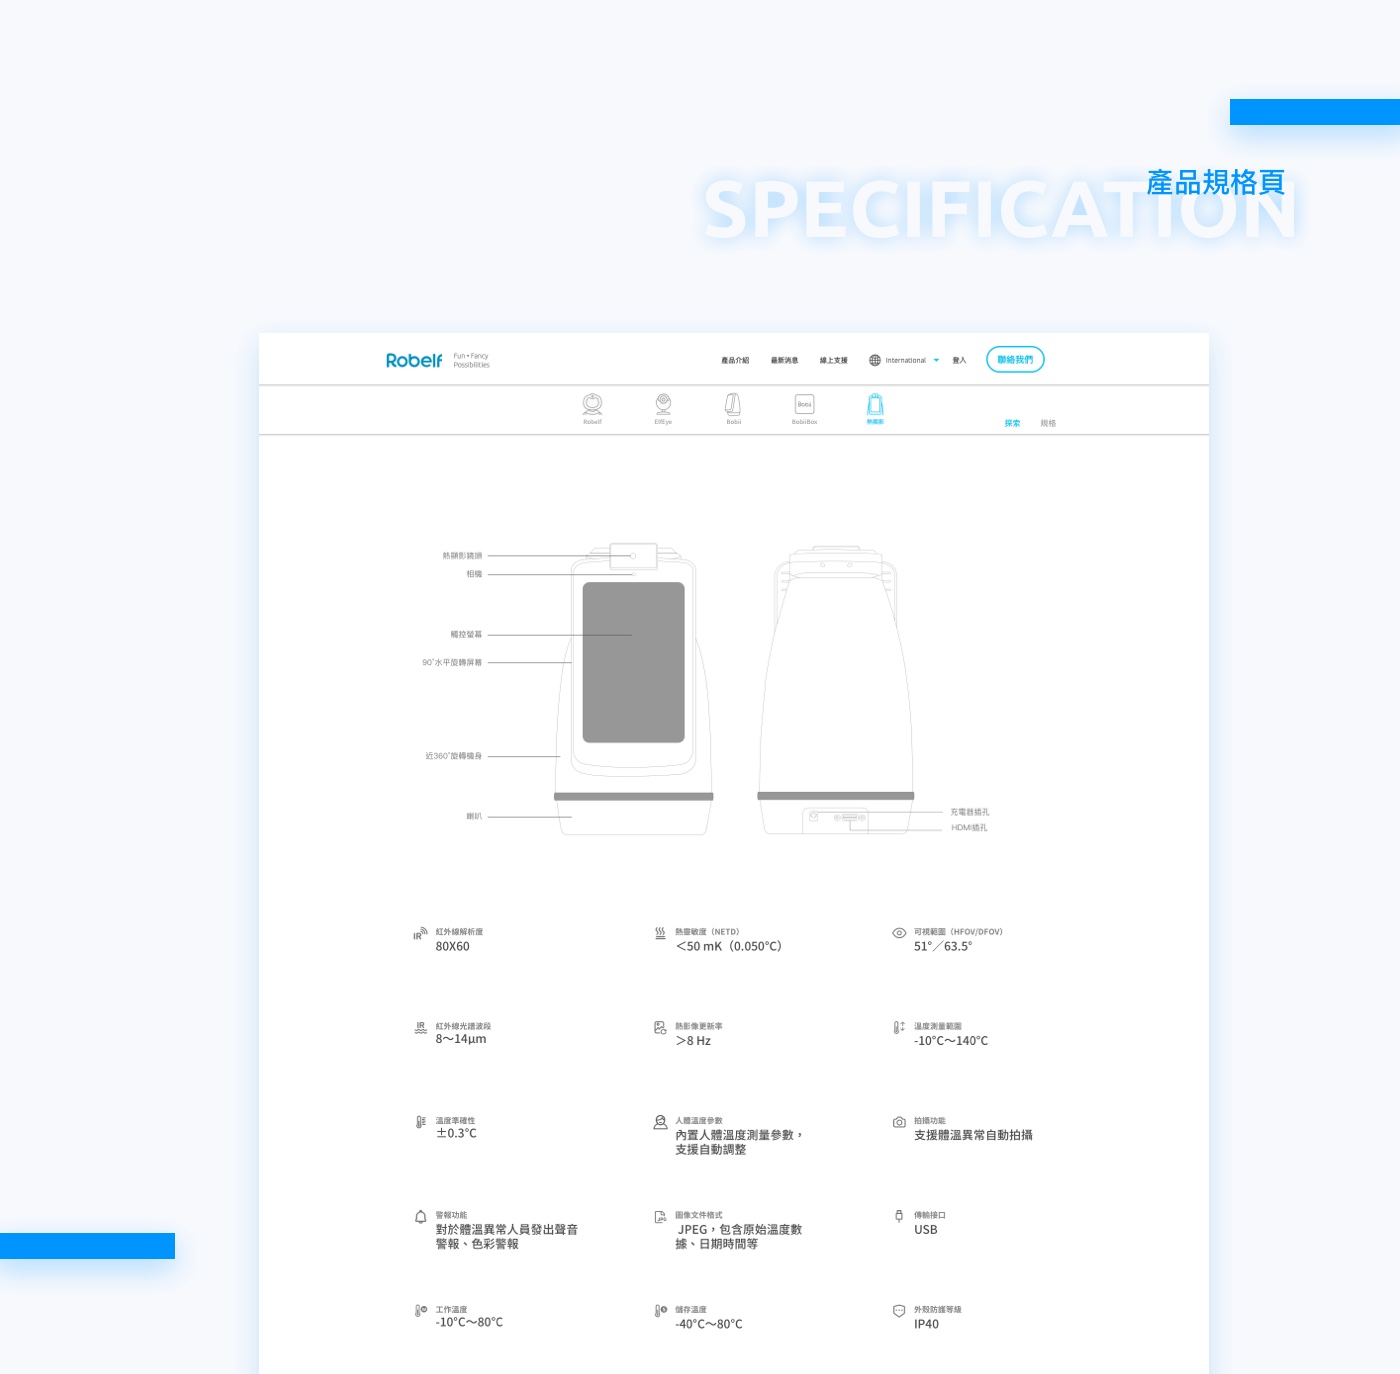 產品規格頁
SPECIFICATION
Robelf
Fun • Fancy
Possibilities
產品介紹
最新消息
線上支援
International
登入
聯絡我們
Robelf
ElfEye
Bobii
BobiiBox
熱顯影
探索
規格
熱顯影鏡頭
相機
觸控螢幕
90°水平旋轉屏幕
近360°旋轉機身
喇叭
充電器插孔
HDMI插孔
紅外線解析度
80X60
熱靈敏度（NETD）
＜50 mK（0.050°C）
可視範圍（HFOV/DFOV）
51°／63.5°
紅外線光譜波段
8～14μm
熱影像更新率
＞8 Hz
溫度測量範圍
-10°C～140°C
溫度準確性
±0.3°C
人體溫度參數
內置人體溫度測量參數，
支援自動調整
拍攝功能
支援體溫異常自動拍攝
警報功能
對於體溫異常人員發出聲音
警報、色彩警報
圖像文件格式
JPEG，包含原始溫度數
據、日期時間等
傳輸接口
USB
工作溫度
-10°C～80°C
儲存溫度
-40°C～80°C
外殼防護等級
IP40